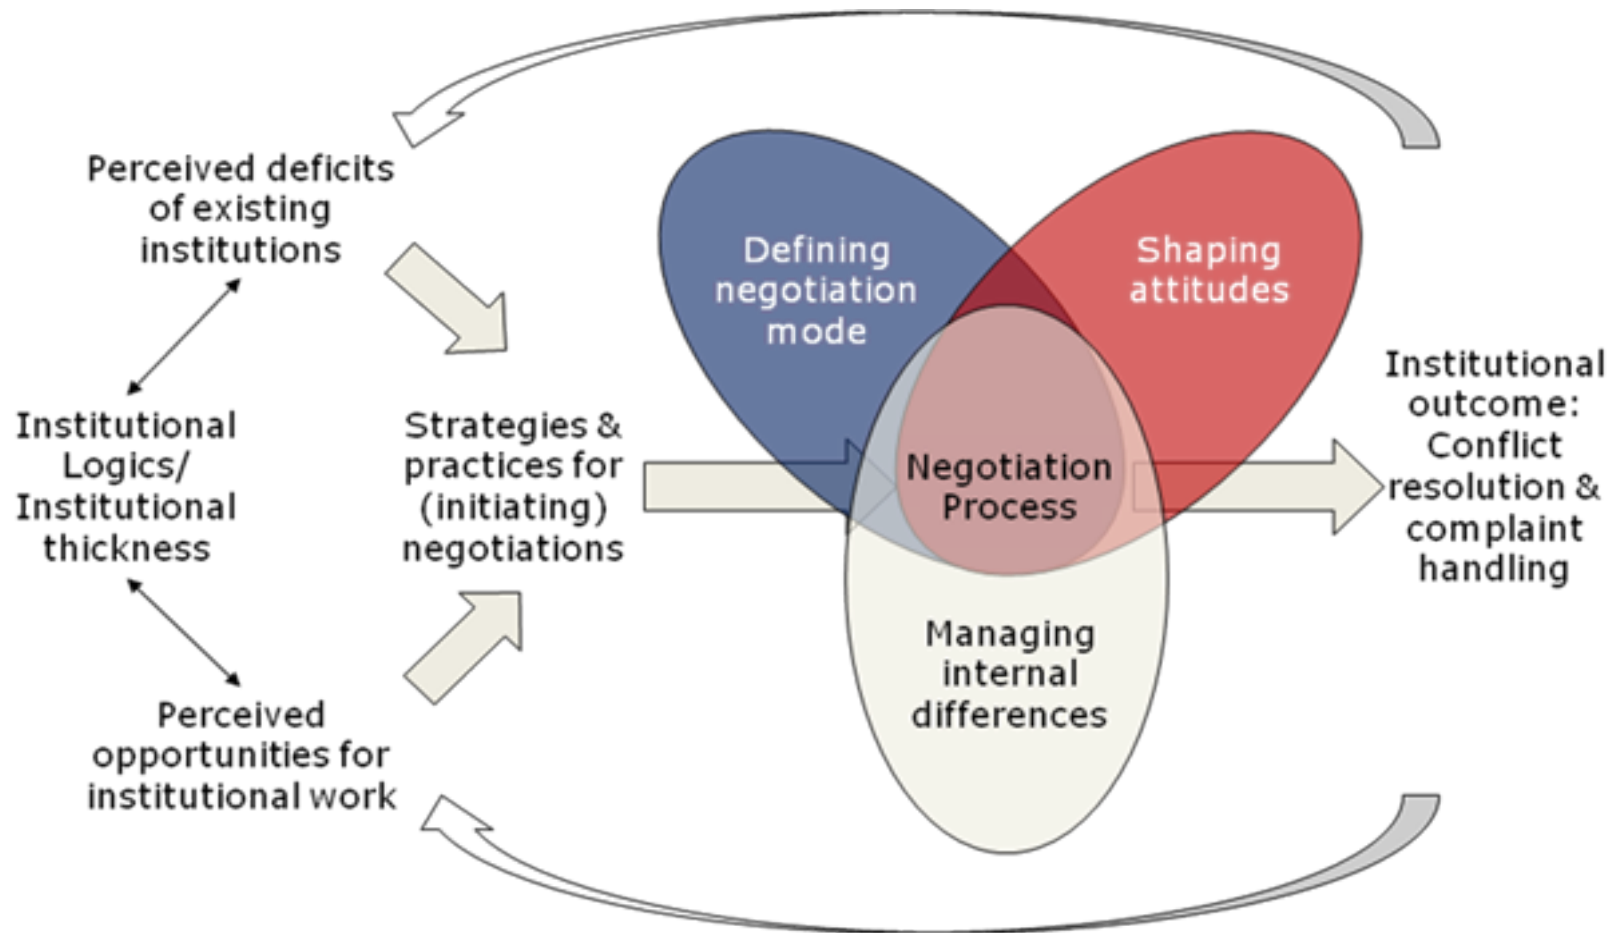 Perceived deficits
of existing
institutions
Institutional
Logics/
Institutional
thickness
Perceived
opportunities for
institutional work
Strategies &
practices for
(initiating)
negotiations
Defining
negotiation
mode
Shaping
attitudes
Negotiation
Process
Managing
internal
differences
Institutional
outcome:
Conflict
resolution &
complaint
handling